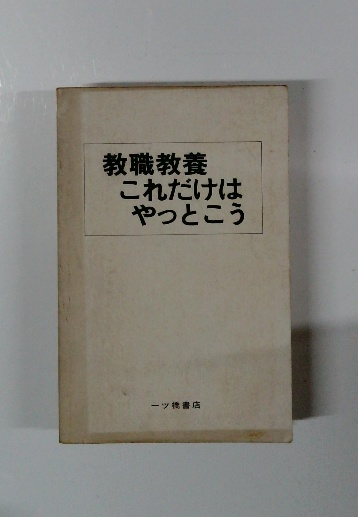 教職教養
これだけは
やっとこう
一ツ橋書店